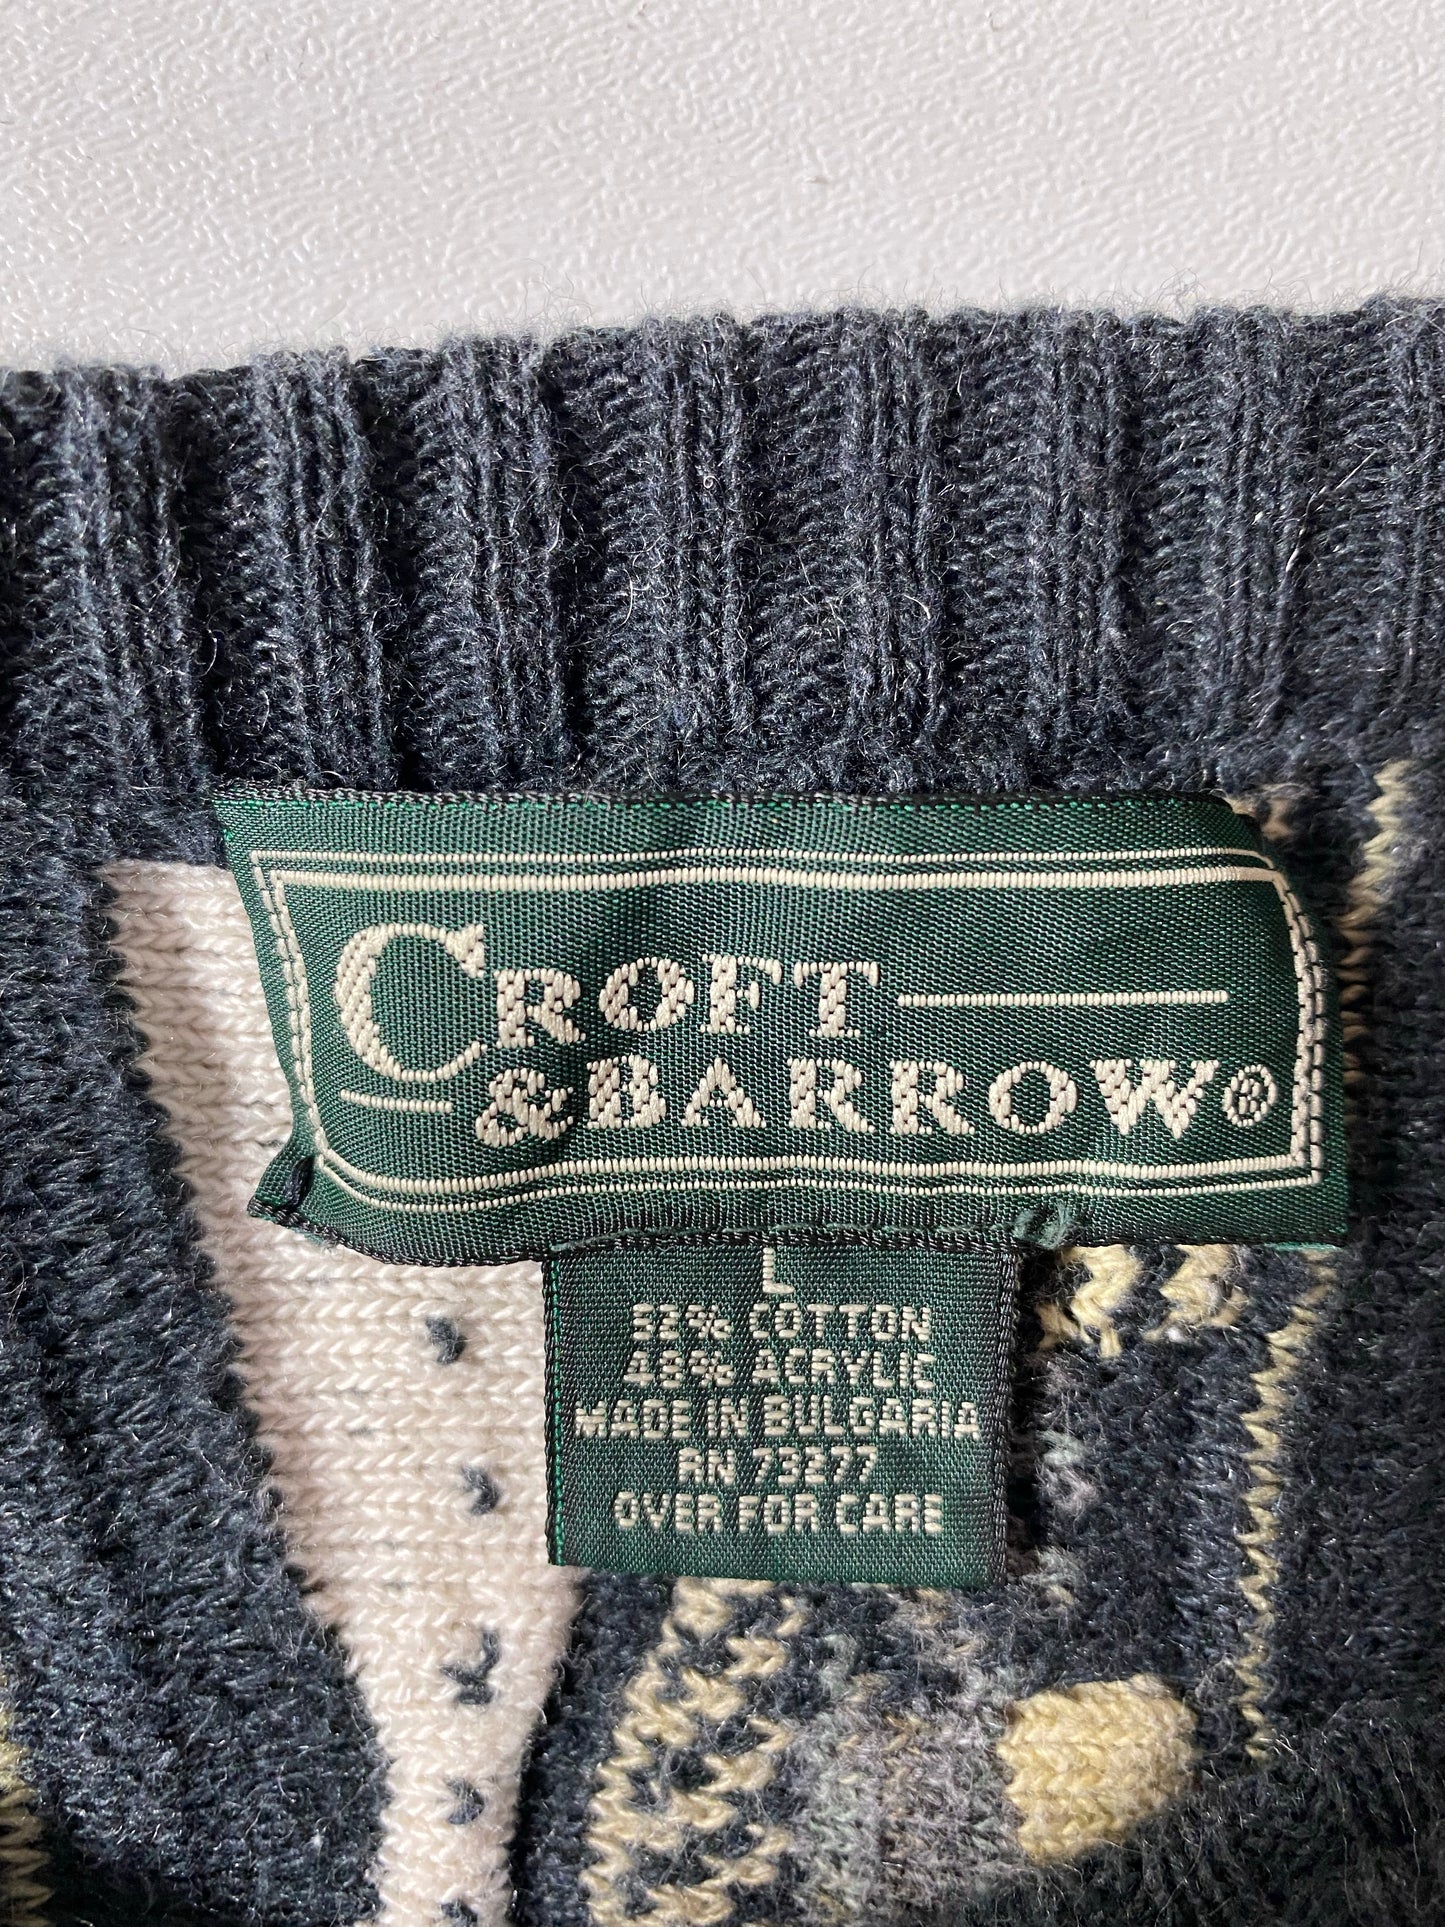 CROFT
&BARROW®
L
52% COTTON
48% ACRYLIC
MADE IN BULGARIA
RN 73277
OVER FOR CARE